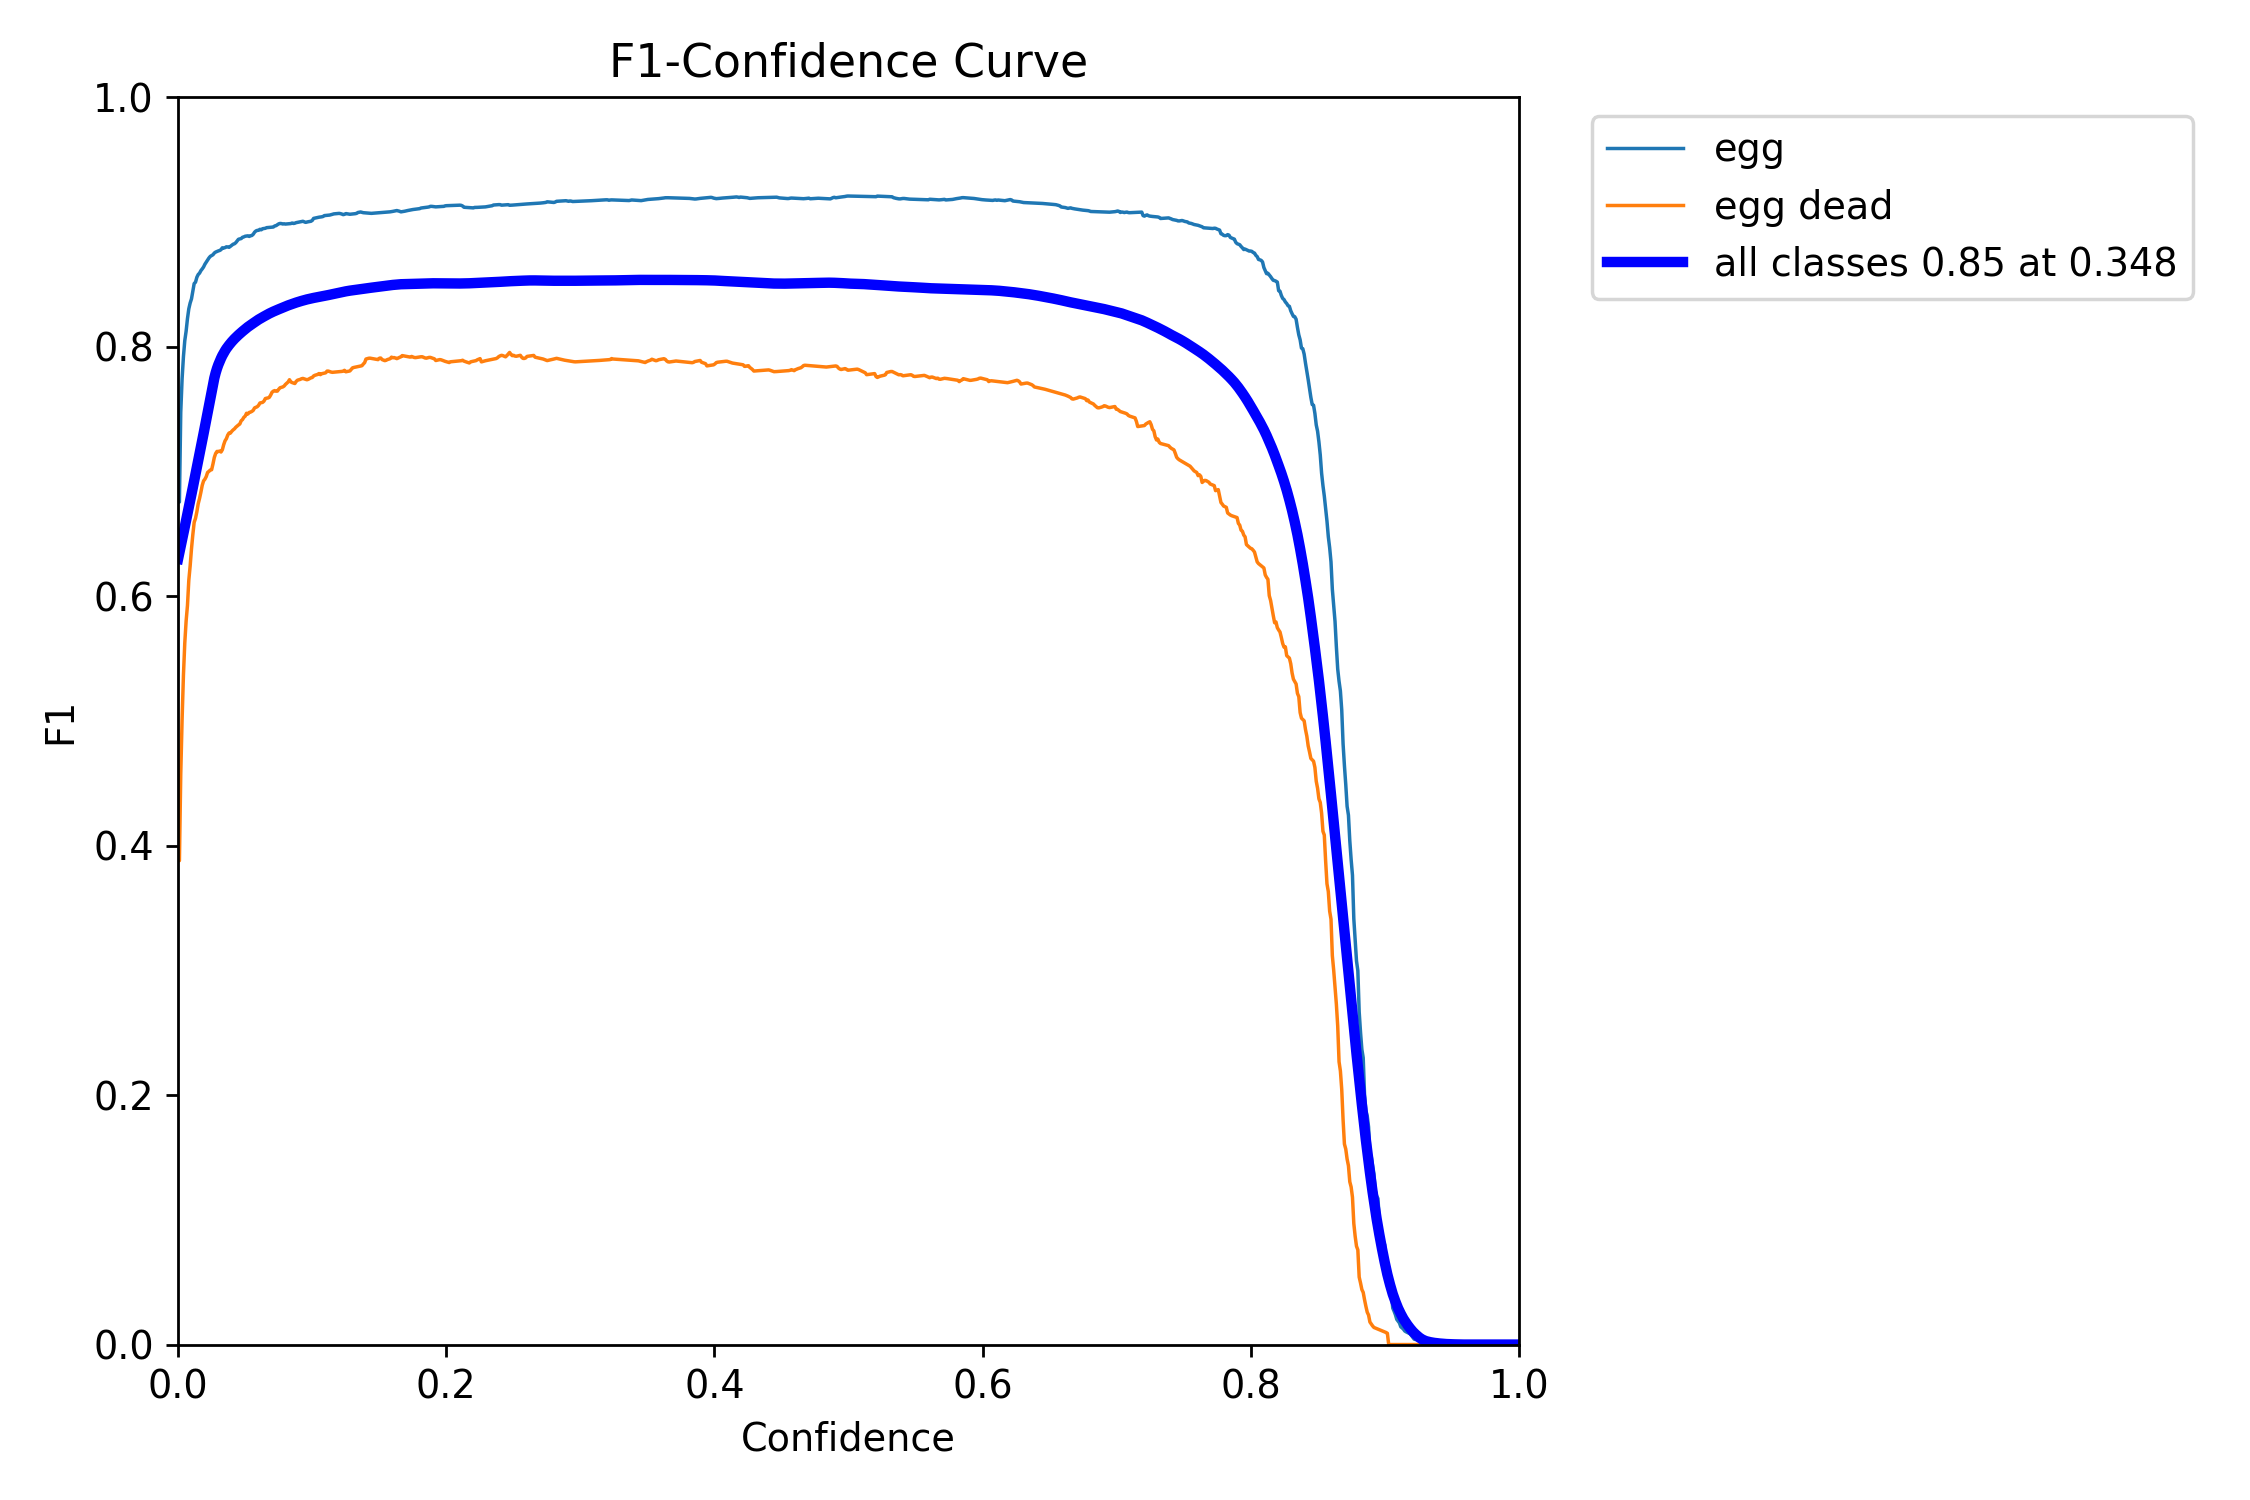 F1-Confidence Curve
1.0
0.8
0.6
0.4
0.2
0.0
F1
0.0 0.2 0.4 0.6 0.8 1.0
Confidence
egg
egg dead
all classes 0.85 at 0.348